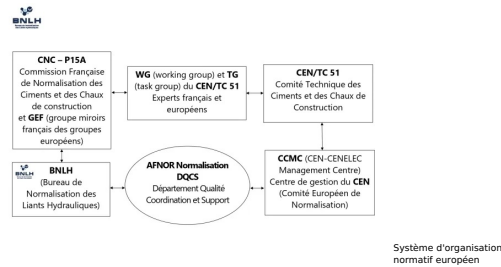 BNLH
CNC – P15A
Commission Française
de Normalisation des
Ciments et des Chaux
de construction
et GEF (groupe miroirs
français des groupes
européens)
WG (working group) et TG
(task group) du CEN/TC 51
Experts français et
européens
CEN/TC 51
Comité Technique des
Ciments et des Chaux de
Construction
BNLH
BNLH
(Bureau de
Normalisation des
Liants Hydrauliques)
AFNOR Normalisation
DQCS
Département Qualité
Coordination et Support
CCMC (CEN-CENELEC
Management Centre)
Centre de gestion du CEN
(Comité Européen de
Normalisation)
Système d'organisation
normatif européen